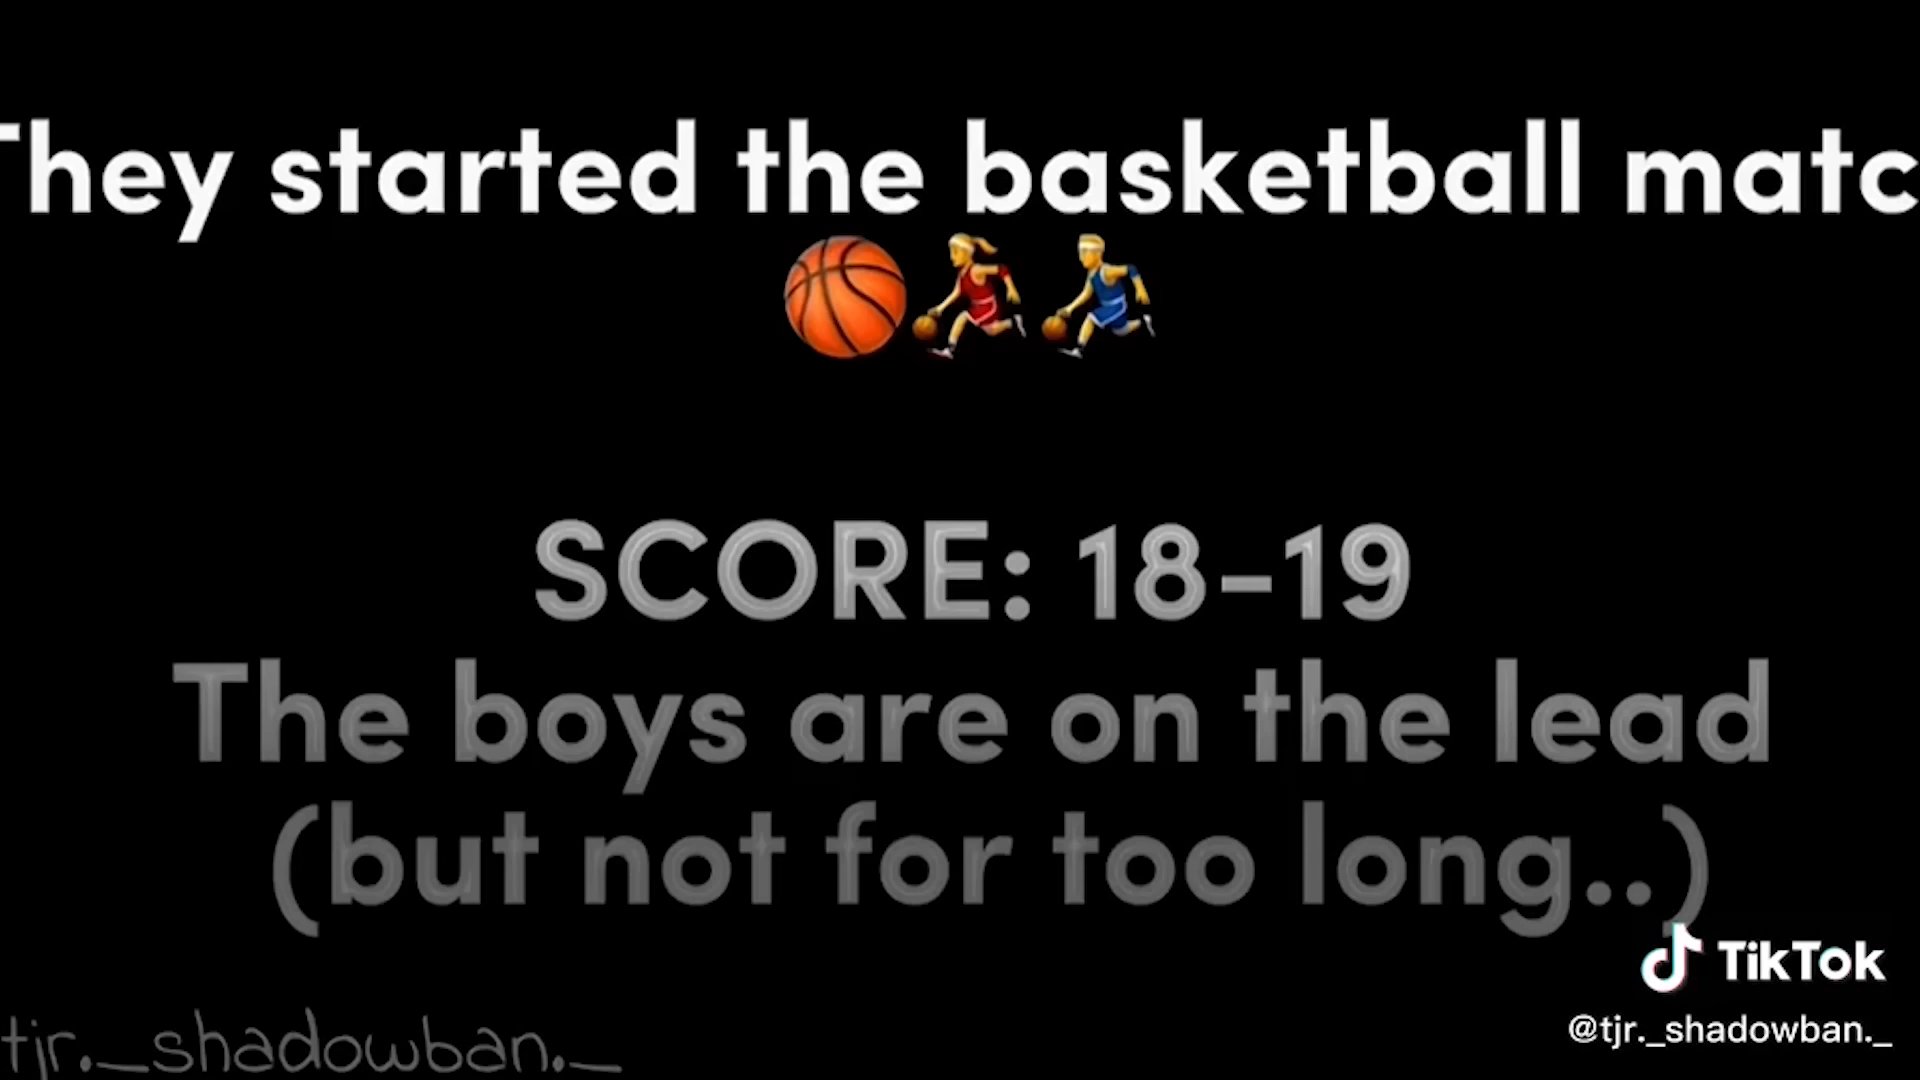 They started the basketball matc
SCORE: 18-19
The boys are on the lead
(but not for too long..)
TikTok
@tjr._shadowban._
tjr._shadowban._